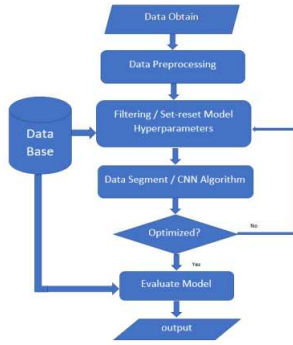 Data Obtain
Data Preprocessing
Filtering / Set-reset Model
Hyperparameters
Data
Base
Data Segment / CNN Algorithm
Optimized?
No
Yes
Evaluate Model
output